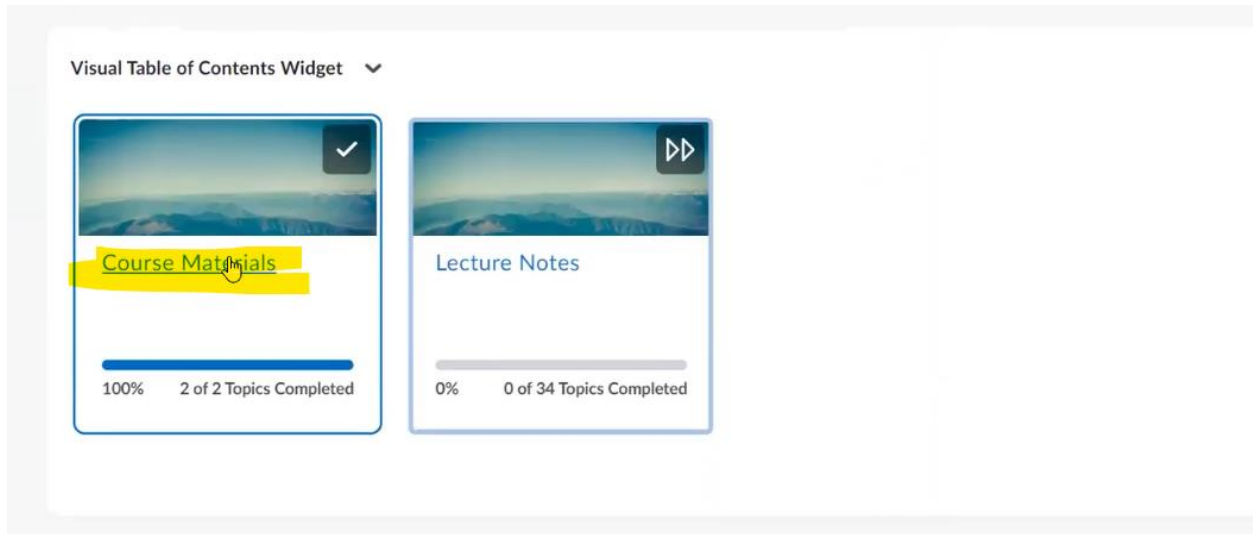 Visual Table of Contents Widget
Course Materials
100% 2 of 2 Topics Completed
Lecture Notes
0% 0 of 34 Topics Completed